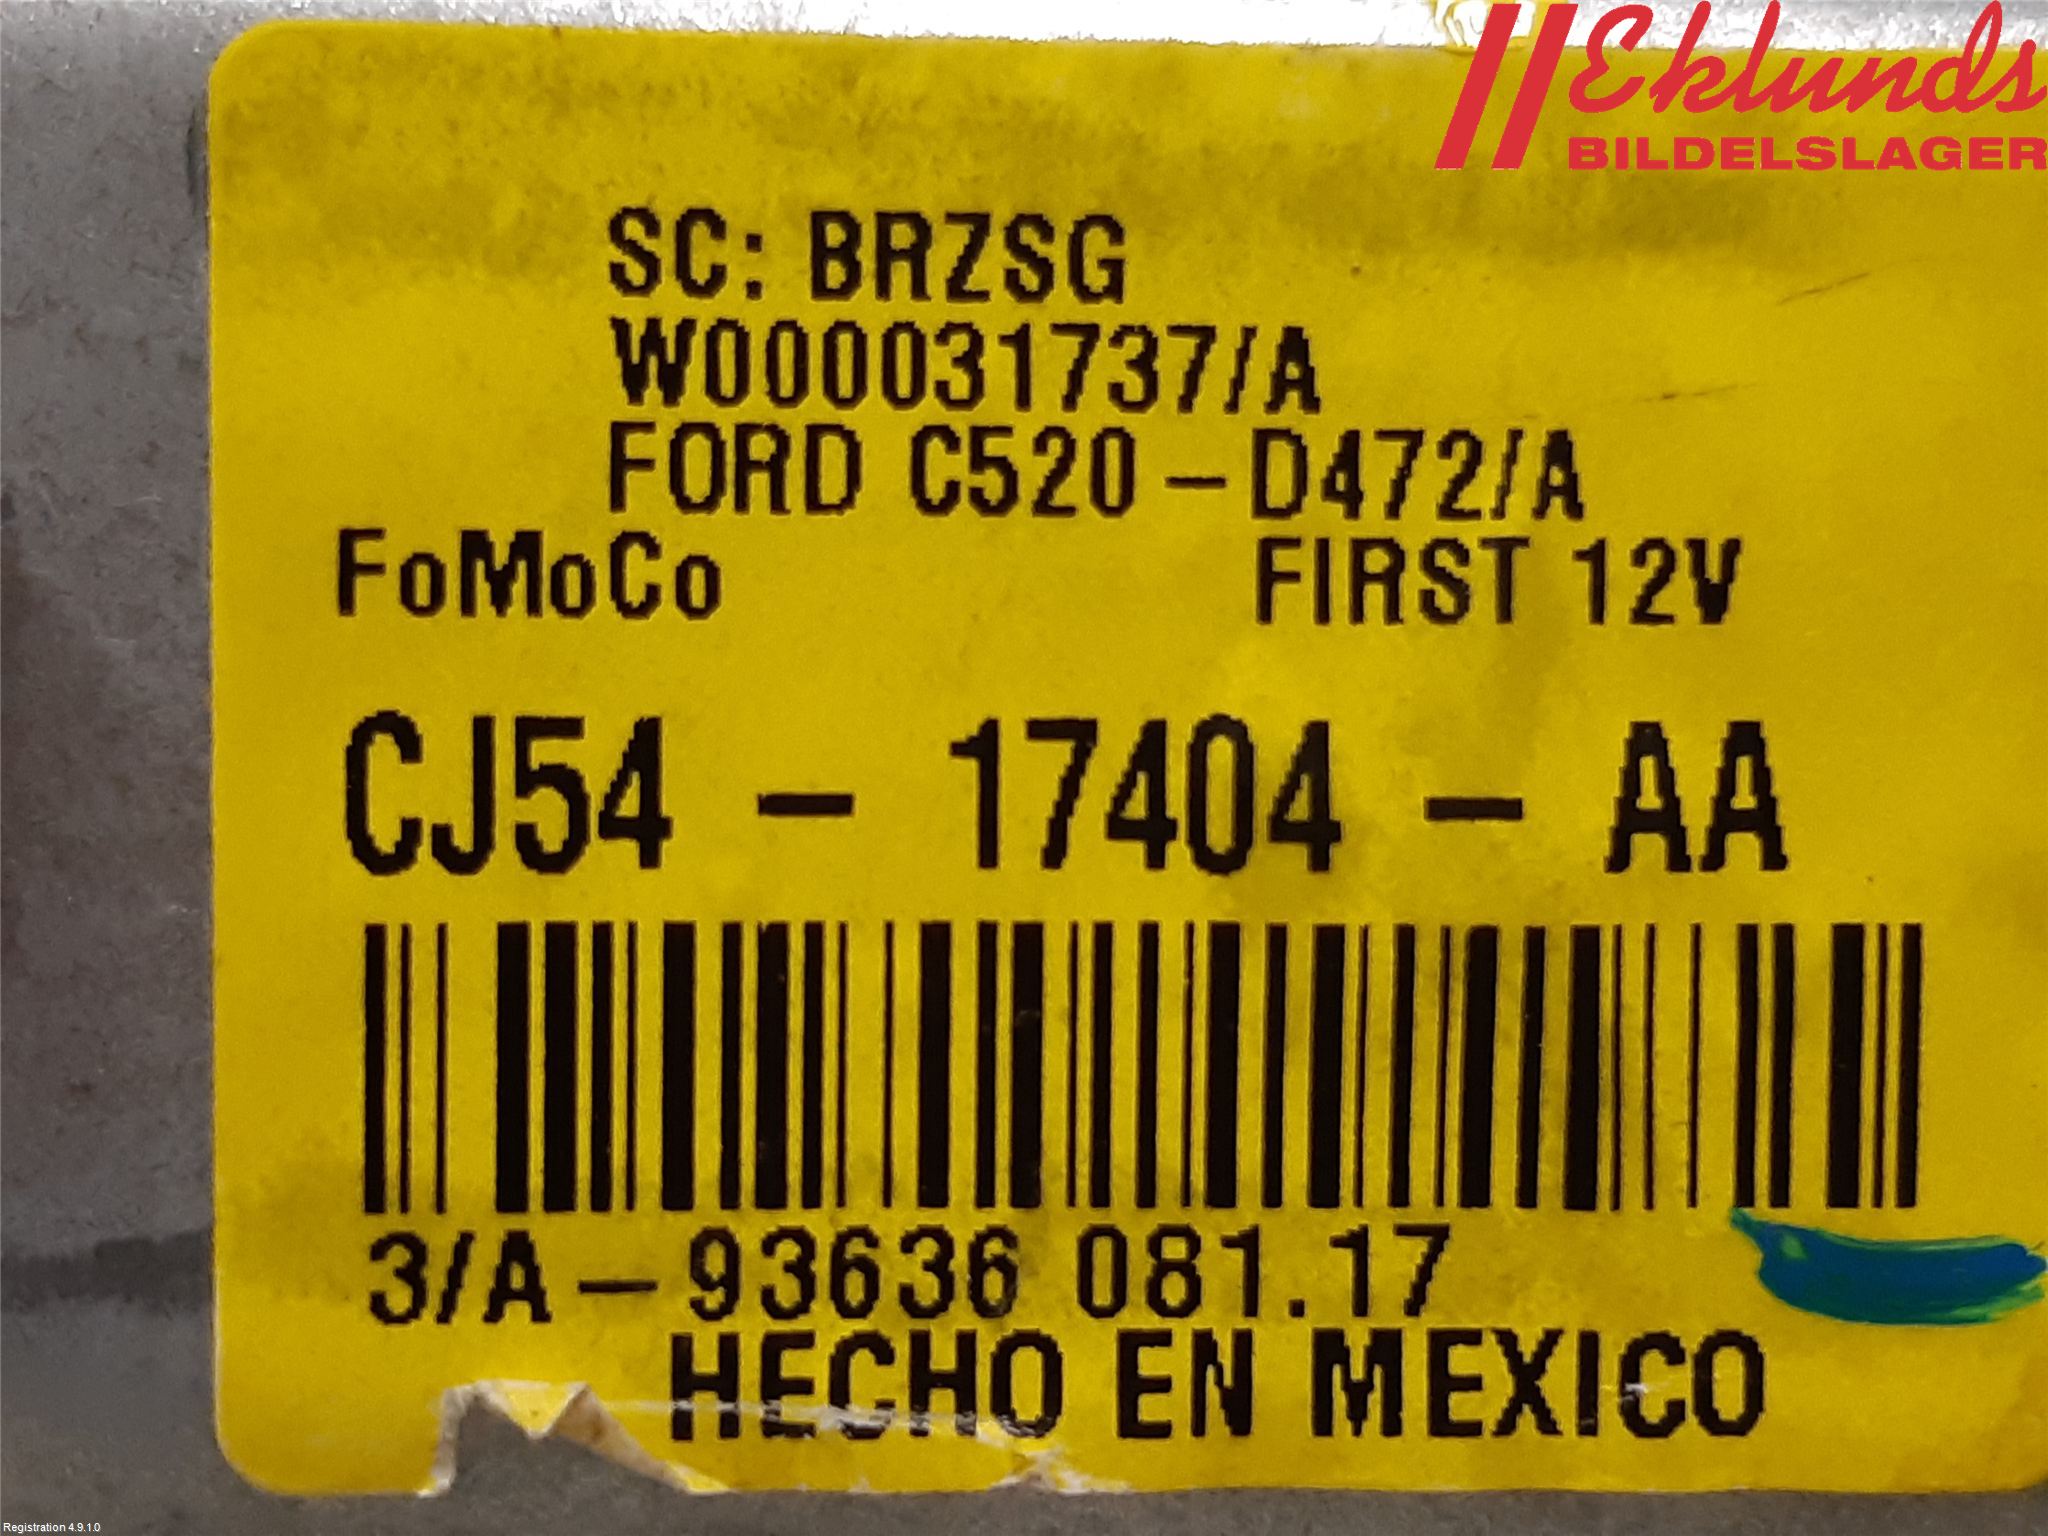 Eklunds
BILDELSLAGER
SC: BRZSG
W000031737/A
FORD C520-D472/A
FoMoCo FIRST 12V
CJ54 - 17404 - AA
3/A-93636 081.17
HECHO EN MEXICO
Registration 4.9.1.0